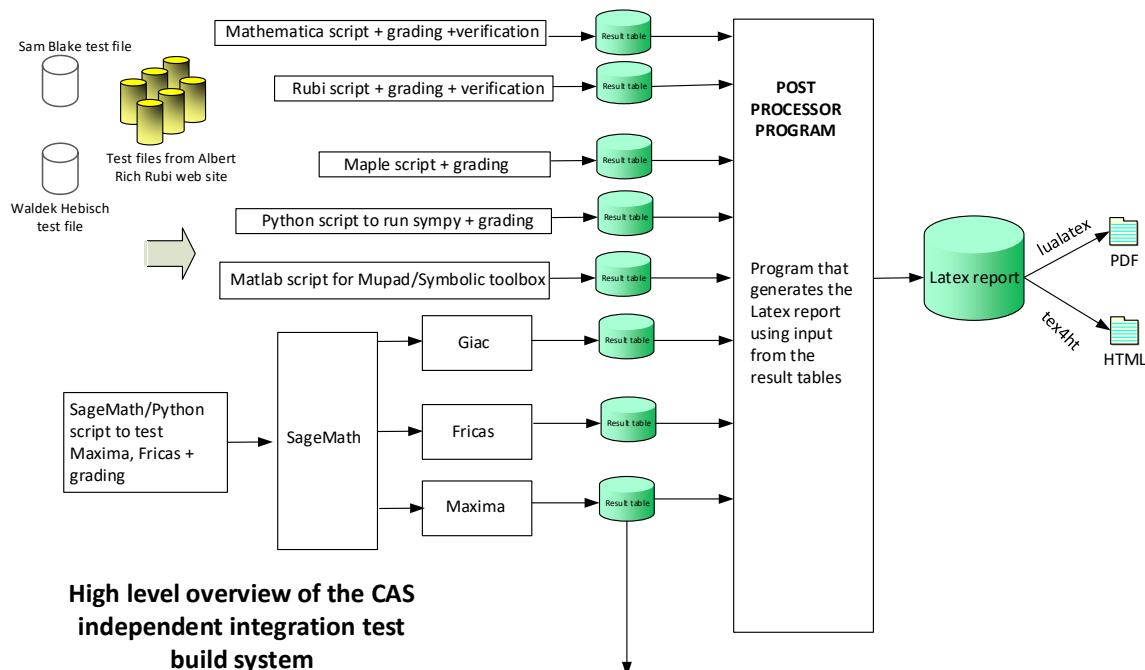 Sam Blake test file
Waldek Hebisch
test file
Test files from Albert
Rich Rubi web site
Mathematica script + grading +verification
Result table
Rubi script + grading + verification
Result table
Maple script + grading
Result table
Python script to run sympy + grading
Result table
Matlab script for Mupad/Symbolic toolbox
Result table
SageMath/Python
script to test
Maxima, Fricas +
grading
SageMath
Giac
Result table
Fricas
Result table
Maxima
Result table
POST
PROCESSOR
PROGRAM
Program that
generates the
Latex report
using input
from the
result tables
Latex report
lualatex
PDF
tex4ht
HTML
High level overview of the CAS
independent integration test
build system